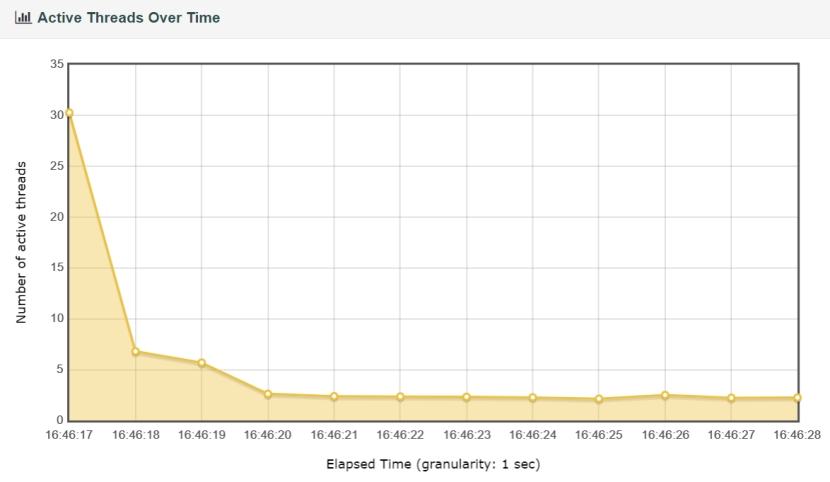 Active Threads Over Time
35
30
25
20
15
10
5
0
Number of active threads
16:46:17 16:46:18 16:46:19 16:46:20 16:46:21 16:46:22 16:46:23 16:46:24 16:46:25 16:46:26 16:46:27 16:46:28
Elapsed Time (granularity: 1 sec)